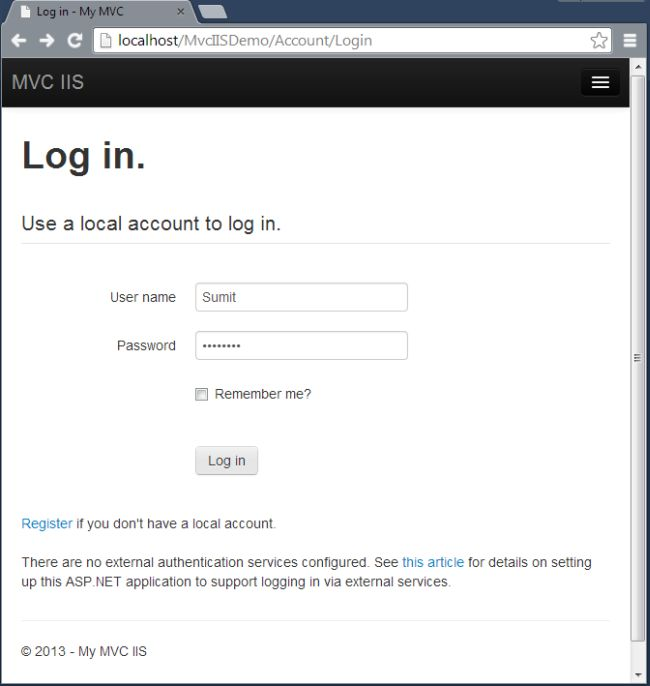 Log in - My MVC
localhost/MvcIISDemo/Account/Login
MVC IIS
Log in.
Use a local account to log in.
User name Sumit
Password ••••••••
Remember me?
Log in
Register if you don't have a local account.
There are no external authentication services configured. See this article for details on setting
up this ASP.NET application to support logging in via external services.
© 2013 - My MVC IIS